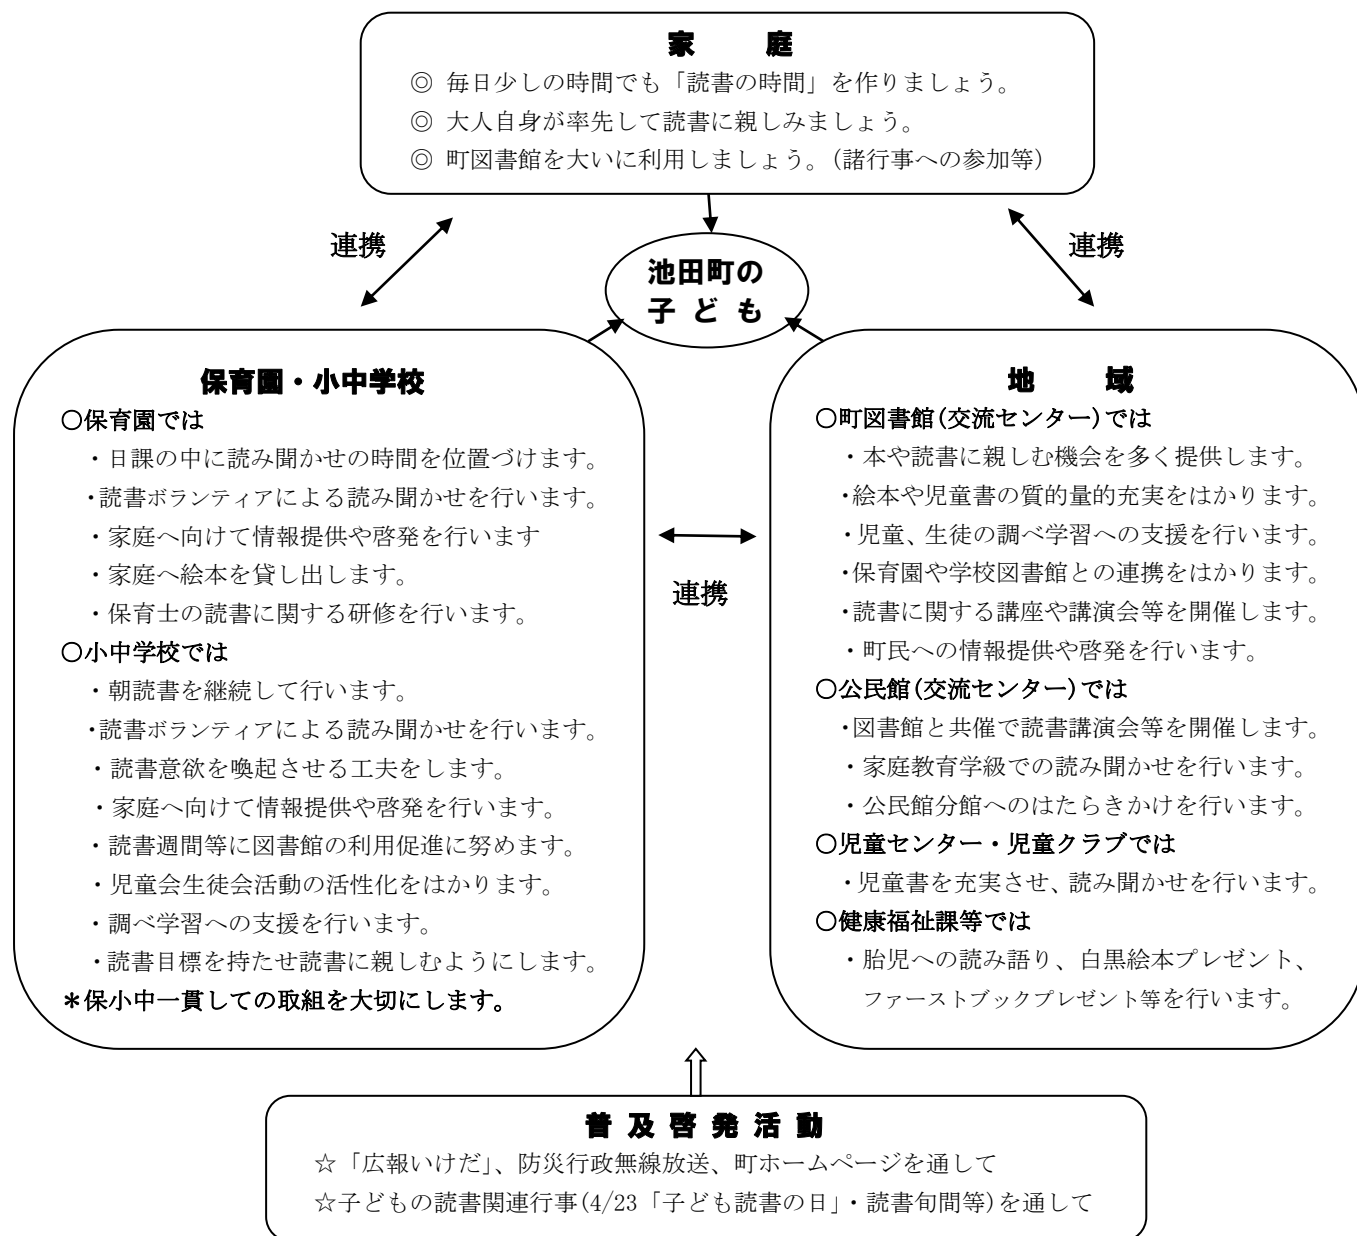 家　庭
◎ 毎日少しの時間でも「読書の時間」を作りましょう。
◎ 大人自身が率先して読書に親しみましょう。
◎ 町図書館を大いに利用しましょう。(諸行事への参加等)
連携
連携
池田町の
子 ど も
保育園・小中学校
〇保育園では
・日課の中に読み聞かせの時間を位置づけます。
・読書ボランティアによる読み聞かせを行います。
・家庭へ向けて情報提供や啓発を行います
・家庭へ絵本を貸し出します。
・保育士の読書に関する研修を行います。
〇小中学校では
・朝読書を継続して行います。
・読書ボランティアによる読み聞かせを行います。
・読書意欲を喚起させる工夫をします。
・家庭へ向けて情報提供や啓発を行います。
・読書週間等に図書館の利用促進に努めます。
・児童会生徒会活動の活性化をはかります。
・調べ学習への支援を行います。
・読書目標を持たせ読書に親しむようにします。
＊保小中一貫しての取組を大切にします。
連携
地　域
〇町図書館(交流センター)では
・本や読書に親しむ機会を多く提供します。
・絵本や児童書の質的量的充実をはかります。
・児童、生徒の調べ学習への支援を行います。
・保育園や学校図書館との連携をはかります。
・読書に関する講座や講演会等を開催します。
・町民への情報提供や啓発を行います。
〇公民館(交流センター)では
・図書館と共催で読書講演会等を開催します。
・家庭教育学級での読み聞かせを行います。
・公民館分館へのはたらきかけを行います。
〇児童センター・児童クラブでは
・児童書を充実させ、読み聞かせを行います。
〇健康福祉課等では
・胎児への読み語り、白黒絵本プレゼント、
ファーストブックプレゼント等を行います。
普 及 啓 発 活 動
☆「広報いけだ」、防災行政無線放送、町ホームページを通して
☆子どもの読書関連行事(4/23「子ども読書の日」・読書旬間等)を通して